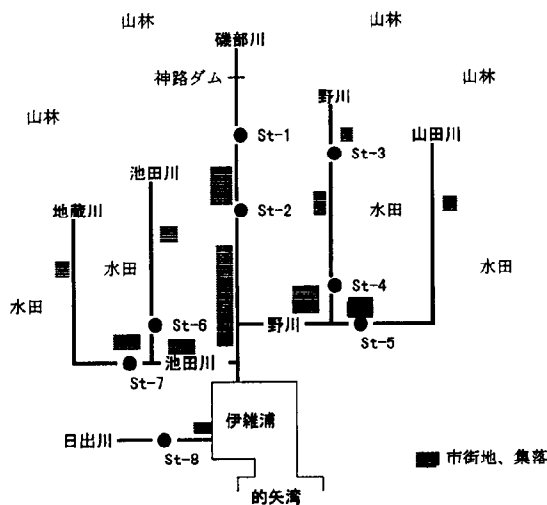 山林
山林
磯部川
神路ダム
山林
野川
山林
St-1
山田川
池田川
St-3
地蔵川
St-2
水田
水田
水田
St-4
水田
St-6
野川
St-5
池田川
St-7
伊雑浦
日出川
St-8
市街地、集落
的矢湾